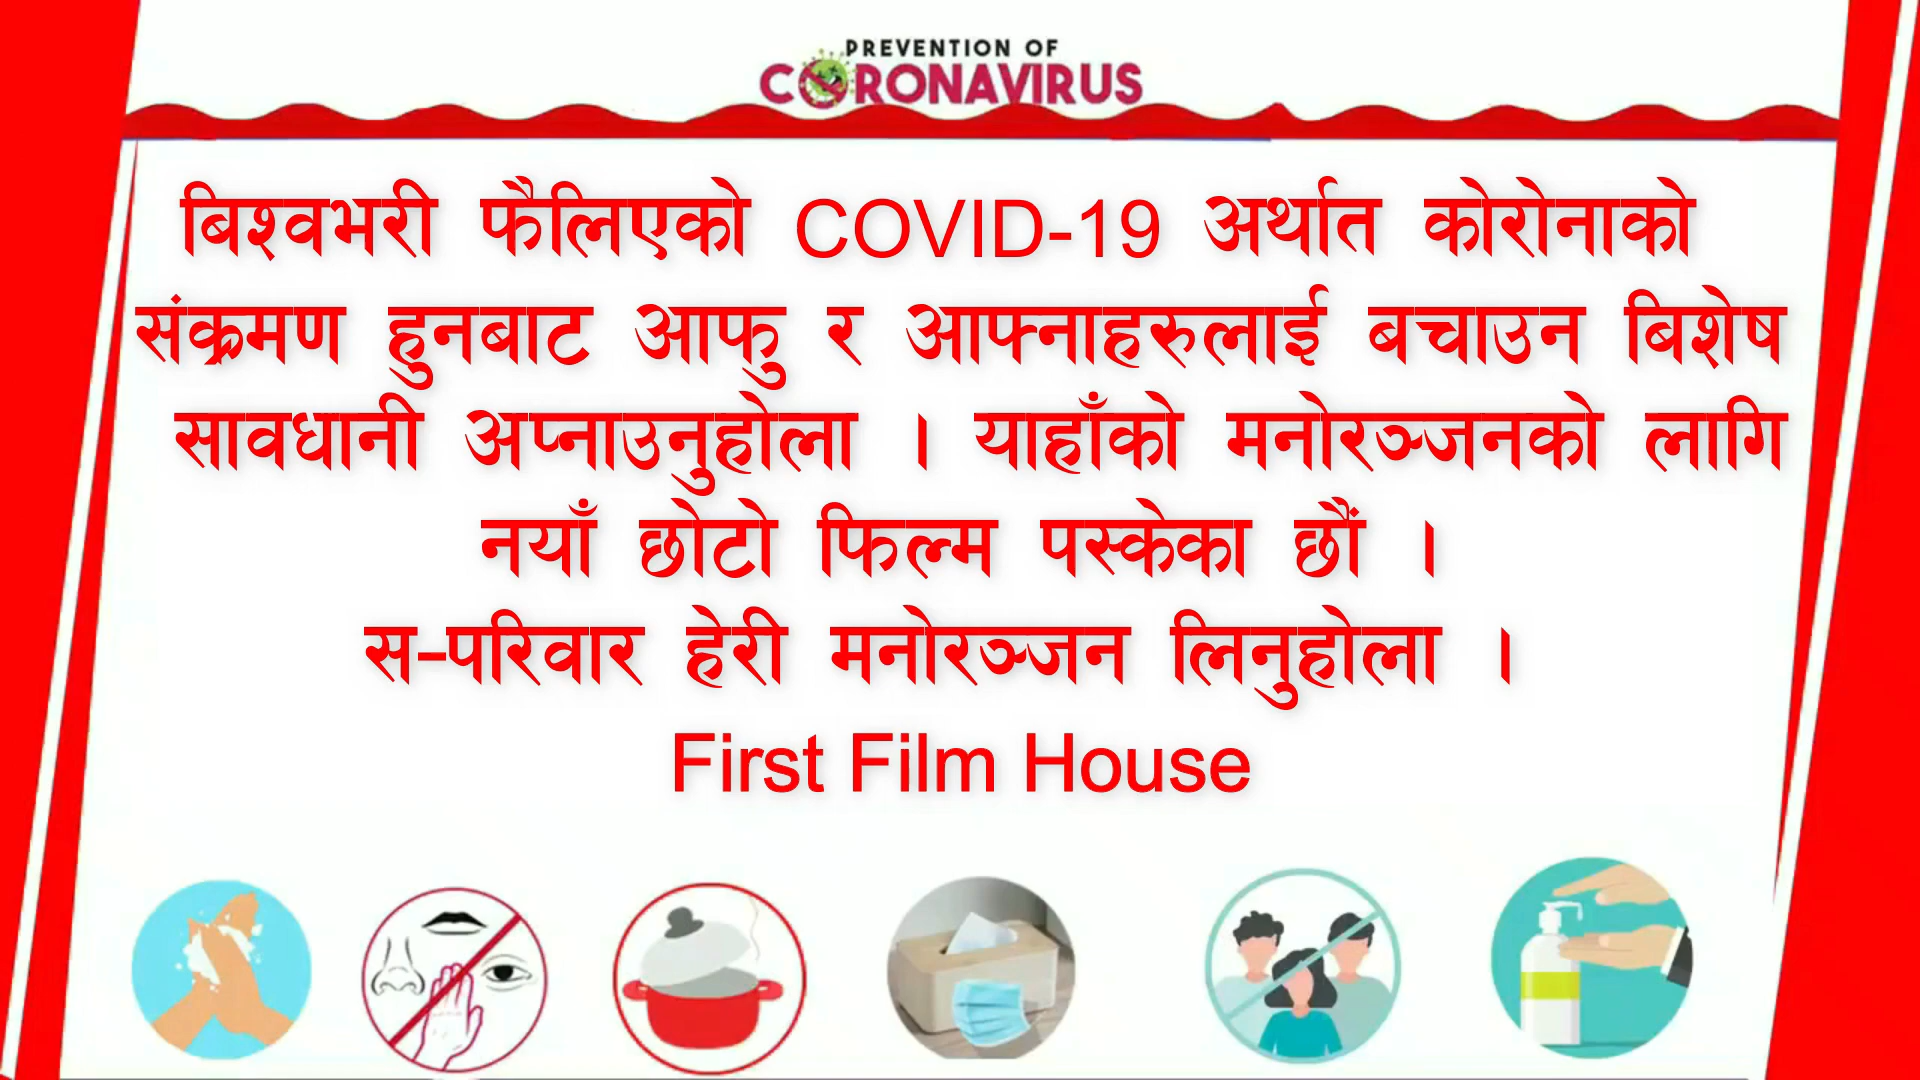 PREVENTION OF
CORONAVIRUS
बिश्वभरी फैलिएको COVID-19 अर्थात कोरोनाको
संक्रमण हुनबाट आफु र आफ्नाहरुलाई बचाउन बिशेष
सावधानी अप्नाउनुहोला । याहाँको मनोरञ्जनको लागि
नयाँ छोटो फिल्म पस्केका छौं ।
स-परिवार हेरी मनोरञ्जन लिनुहोला ।
First Film House